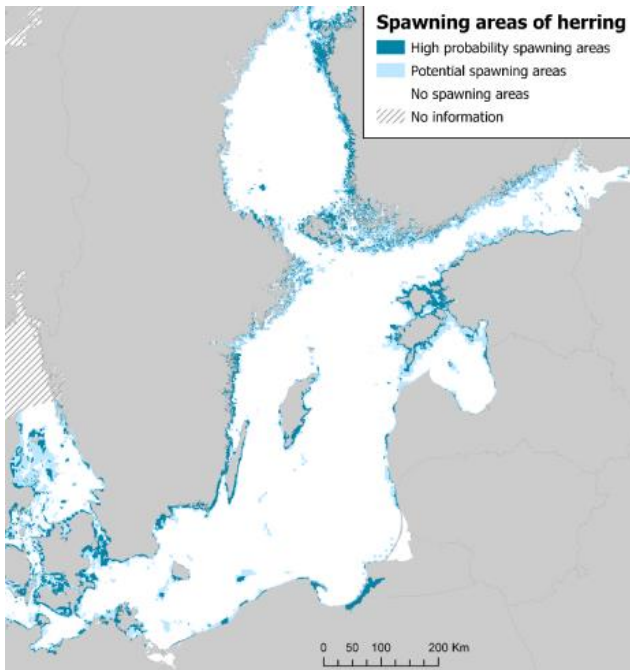 Spawning areas of herring
High probability spawning areas
Potential spawning areas
No spawning areas
No information
0 50 100 200 Km